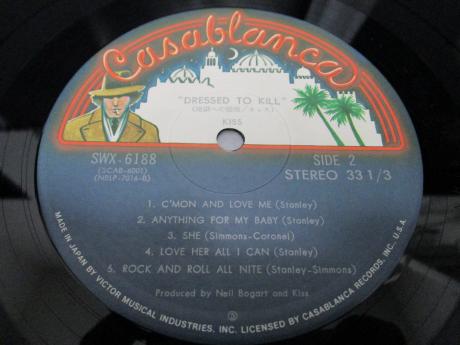 Casablanca
"DRESSED TO KILL"
KISS
SWX-6188
(SCAB-6001)
(NBLP-7016-B)
SIDE 2
STEREO 33 1/3
1. C'MON AND LOVE ME (Stanley)
2. ANYTHING FOR MY BABY (Stanley)
3. SHE (Simmons-Coronel)
4. LOVE HER ALL I CAN (Stanley)
5. ROCK AND ROLL ALL NITE (Stanley-Simmons)
Produced by Neil Bogart and Kiss
MADE IN JAPAN BY VICTOR MUSICAL INDUSTRIES, INC. LICENSED BY CASABLANCA RECORDS, INC., U.S.A.